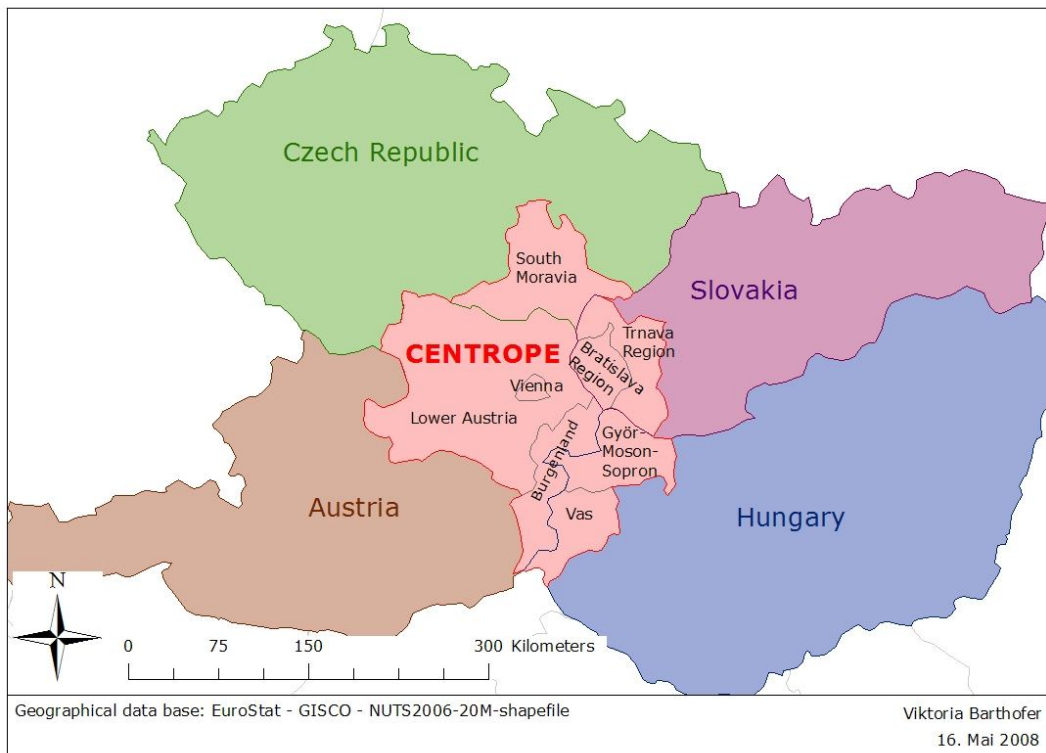 Czech Republic
South
Moravia
Slovakia
Trnava
Region
CENTROPE
Bratislava
Region
Vienna
Lower Austria
Burgenland
Györ-
Moson-
Sopron
Austria
Vas
Hungary
N
0 75 150 300 Kilometers
Geographical data base: EuroStat - GISCO - NUTS2006-20M-shapefile
Viktoria Barthofer
16. Mai 2008